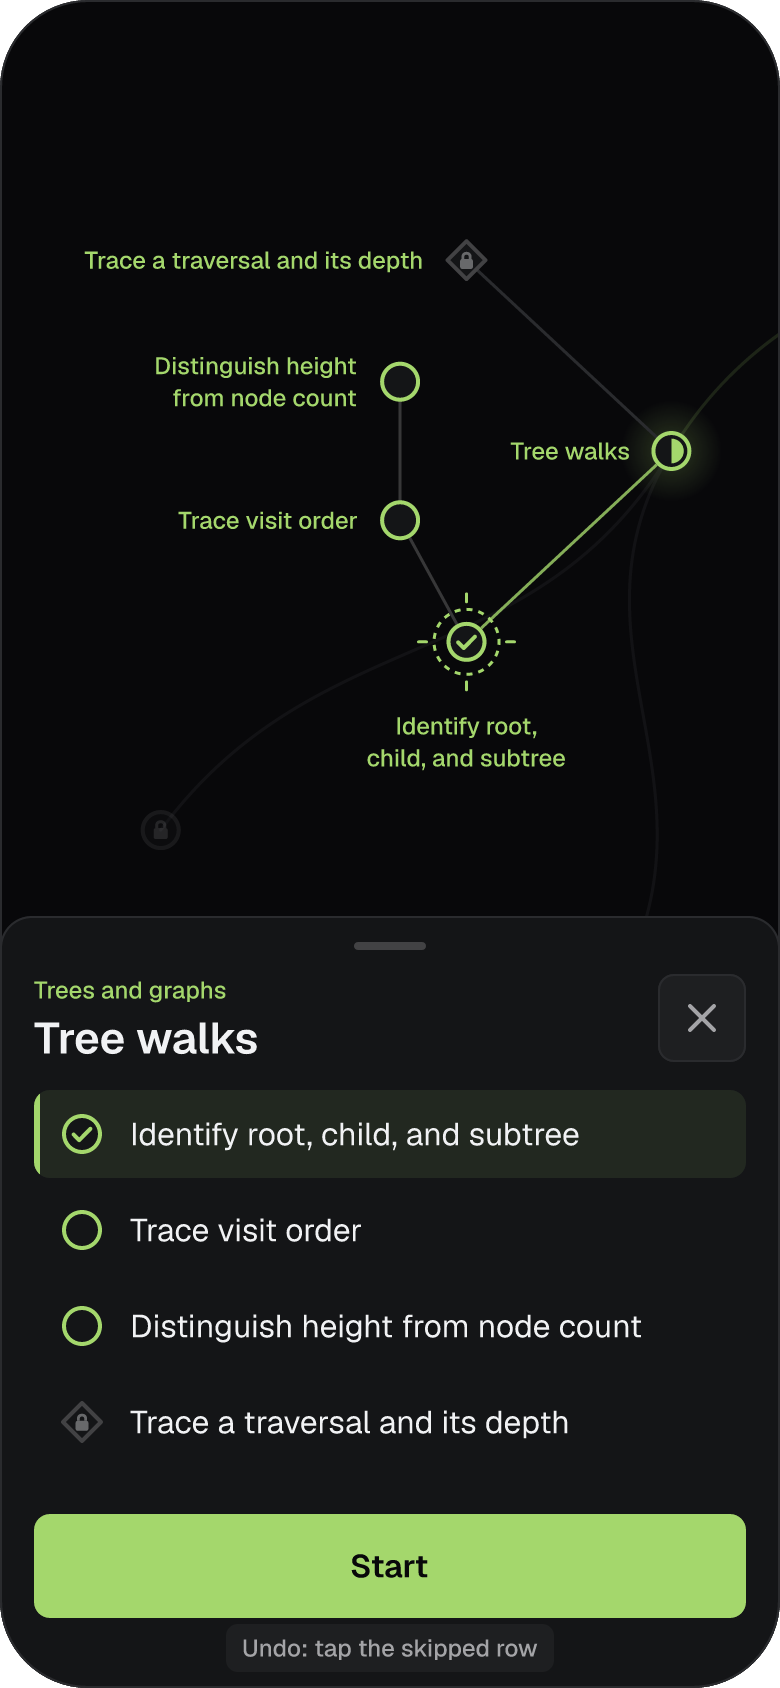 Trace a traversal and its depth
Distinguish height
from node count
Tree walks
Trace visit order
Identify root,
child, and subtree
Trees and graphs
Tree walks
Identify root, child, and subtree
Trace visit order
Distinguish height from node count
Trace a traversal and its depth
Start
Undo: tap the skipped row